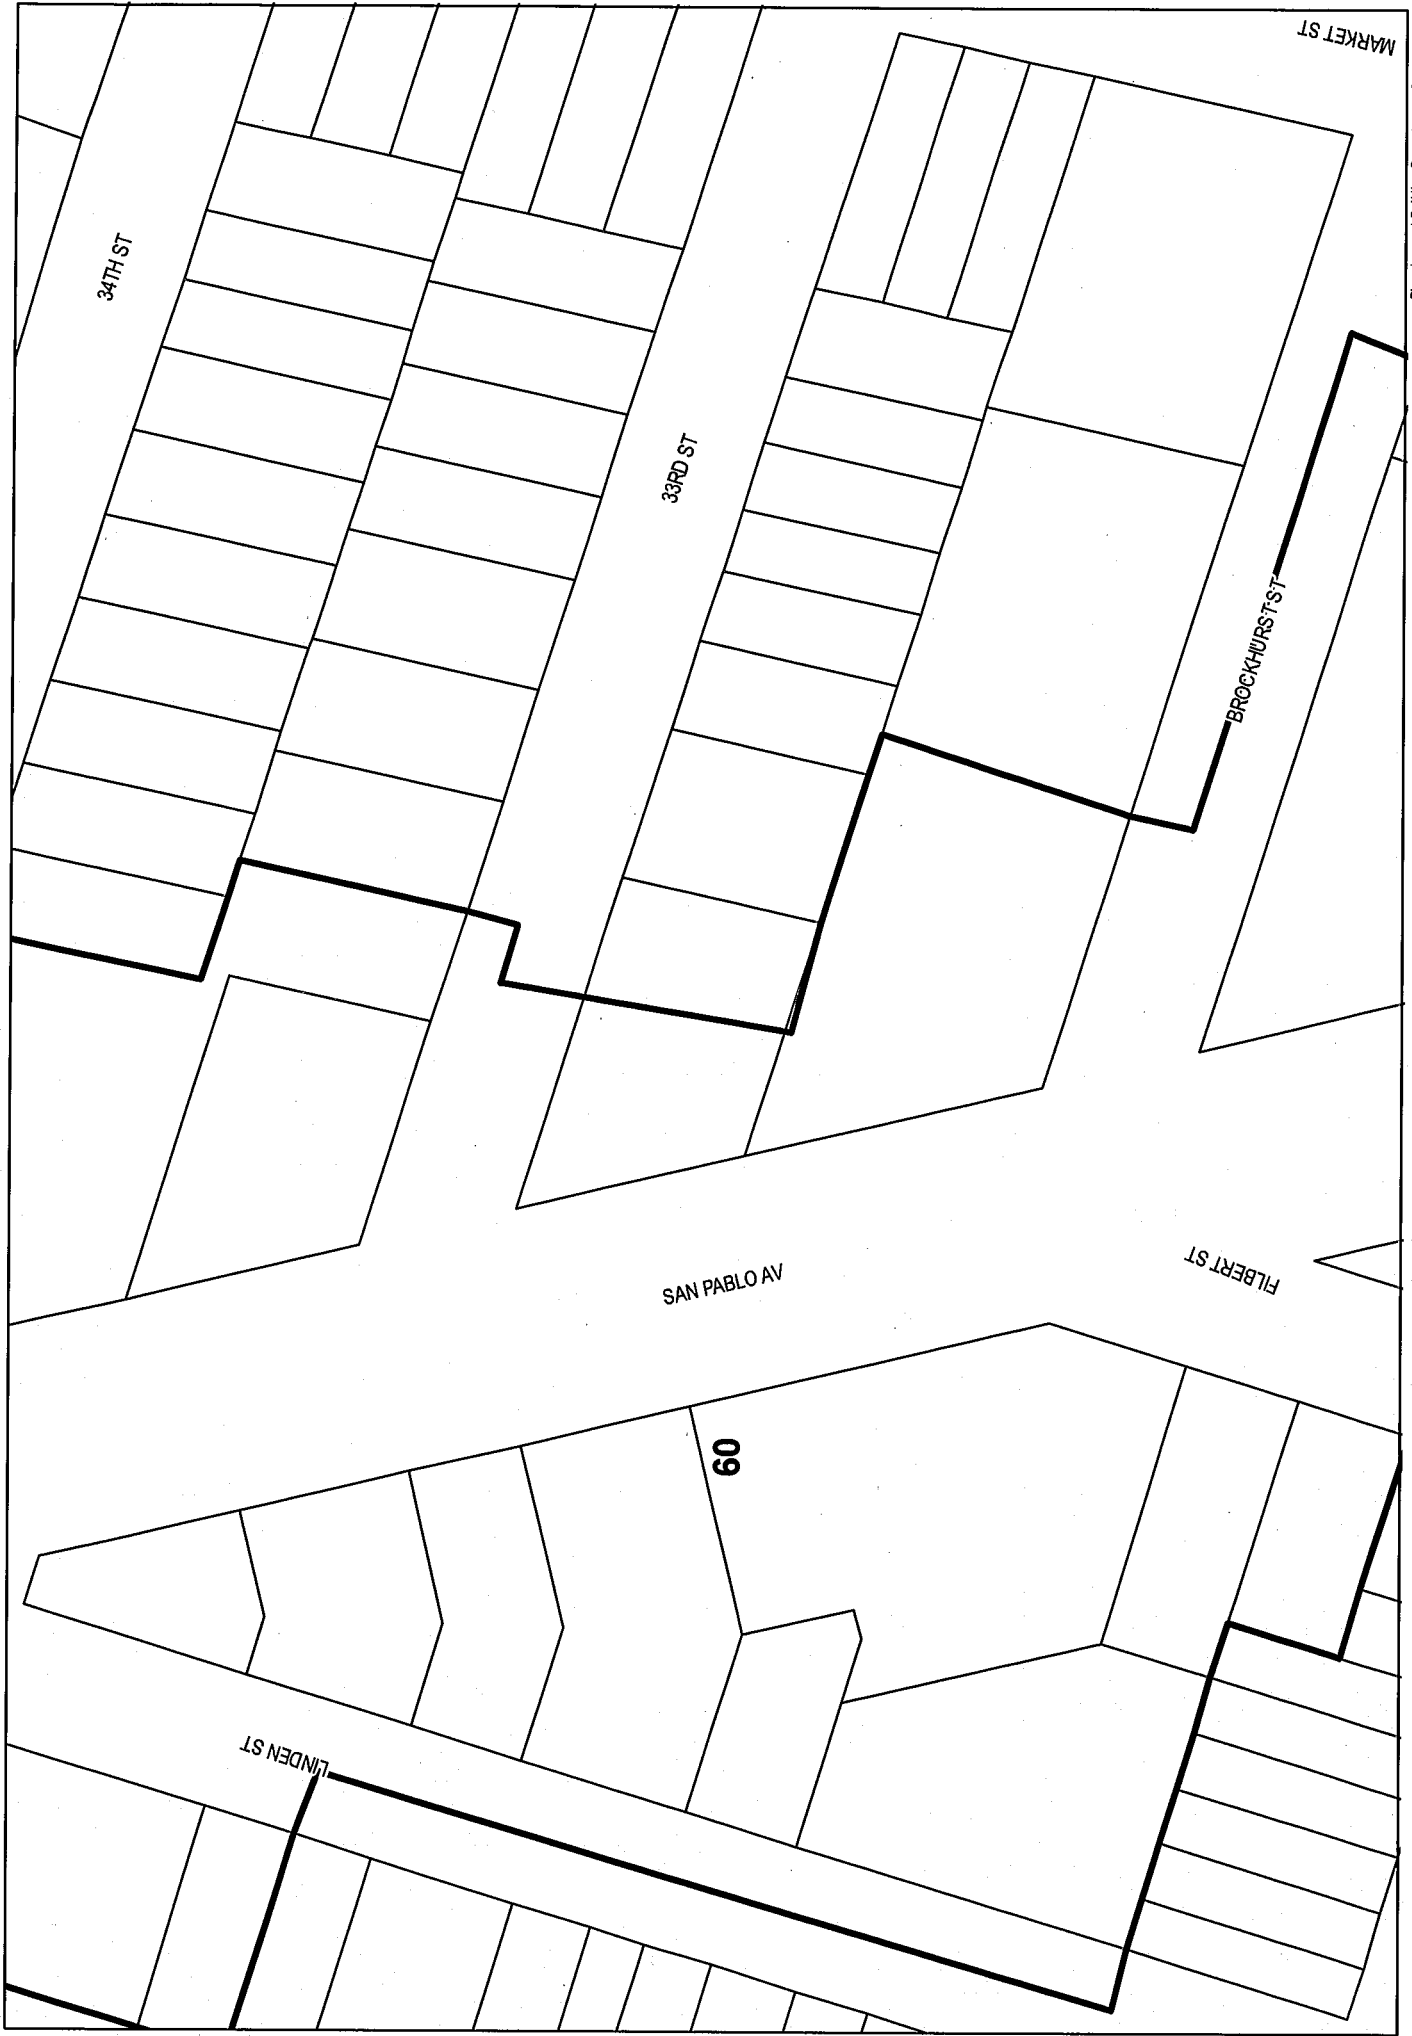 MARKET ST
34TH ST
33RD ST
BROCKHURST ST
FILBERT ST
SAN PABLO AV
60
LINDEN ST